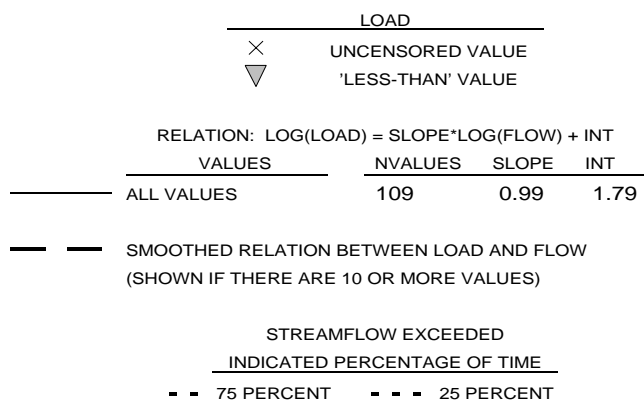 LOAD
UNCENSORED VALUE
'LESS-THAN' VALUE
RELATION: LOG(LOAD) = SLOPE*LOG(FLOW) + INT
VALUES NVALUES SLOPE INT
ALL VALUES 109 0.99 1.79
SMOOTHED RELATION BETWEEN LOAD AND FLOW
(SHOWN IF THERE ARE 10 OR MORE VALUES)
STREAMFLOW EXCEEDED
INDICATED PERCENTAGE OF TIME
75 PERCENT 25 PERCENT